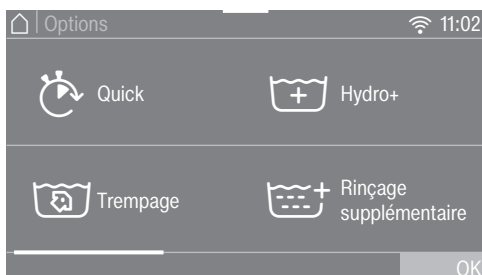 Options
11:02
Quick
Hydro+
Trempage
Rinçage
supplémentaire
OK